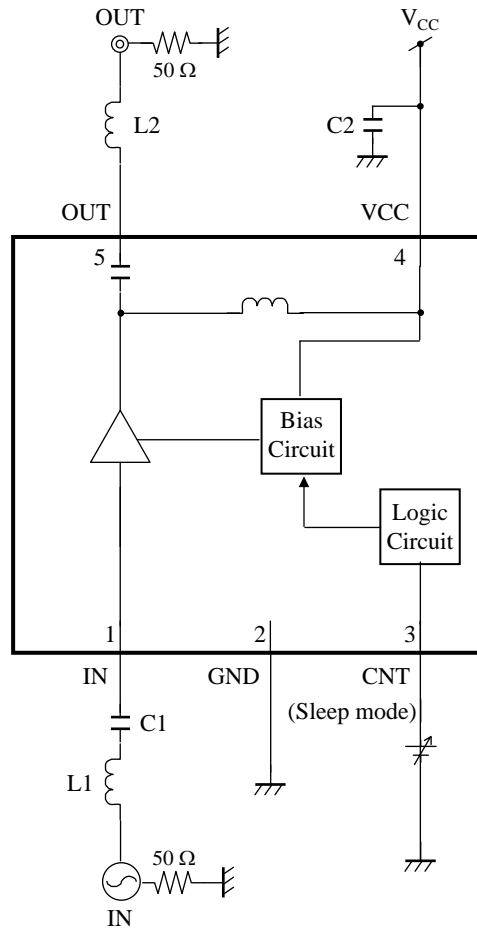 OUT
V_CC
50 Ω
L2
C2
OUT
VCC
5
4
Bias
Circuit
Logic
Circuit
1
2
3
IN
GND
CNT
C1
(Sleep mode)
L1
50 Ω
IN